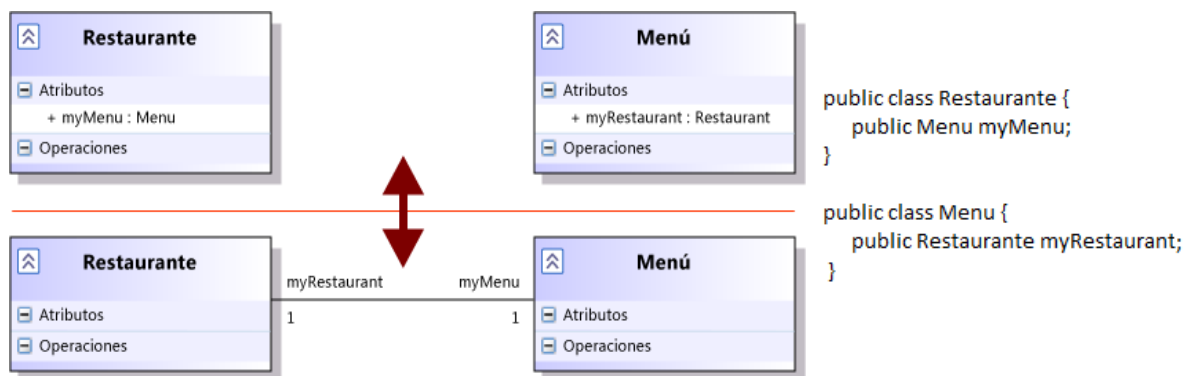 Restaurante
Atributos
+ myMenu : Menu
Operaciones
Menú
Atributos
+ myRestaurant : Restaurant
Operaciones
public class Restaurante {
public Menu myMenu;
}
public class Menu {
public Restaurante myRestaurant;
}
Restaurante
Atributos
Operaciones
myRestaurant
myMenu
1
1
Menú
Atributos
Operaciones